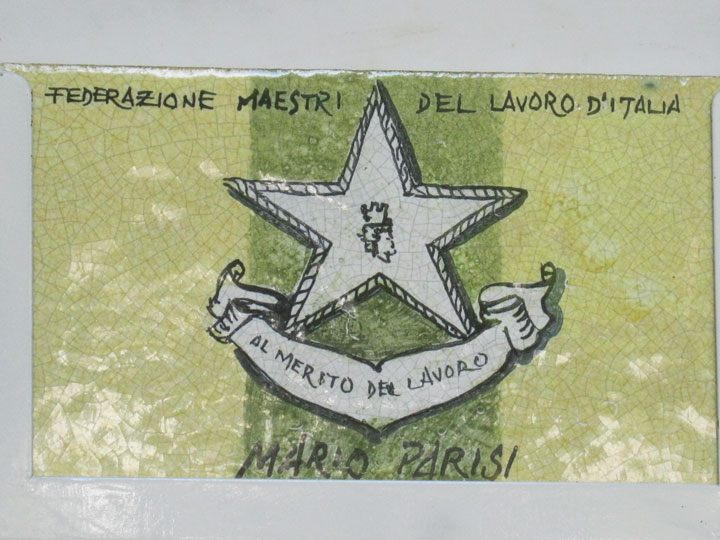 FEDERAZIONE MAESTRI DEL LAVORO D'ITALIA
AL MERITO DEL LAVORO
MARIO PARISI